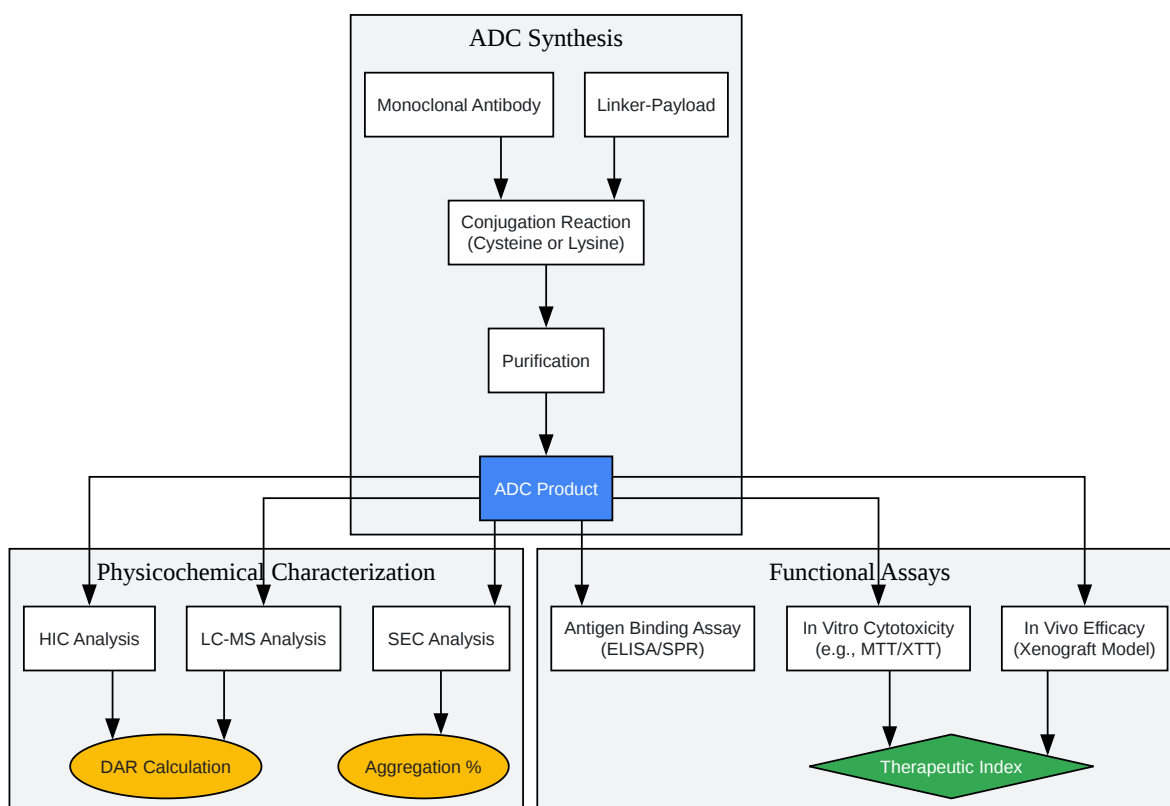 ADC Synthesis
Monoclonal Antibody
Linker-Payload
Conjugation Reaction
(Cysteine or Lysine)
Purification
ADC Product
Physicochemical Characterization
HIC Analysis
LC-MS Analysis
SEC Analysis
DAR Calculation
Aggregation %
Functional Assays
Antigen Binding Assay
(ELISA/SPR)
In Vitro Cytotoxicity
(e.g., MTT/XTT)
In Vivo Efficacy
(Xenograft Model)
Therapeutic Index